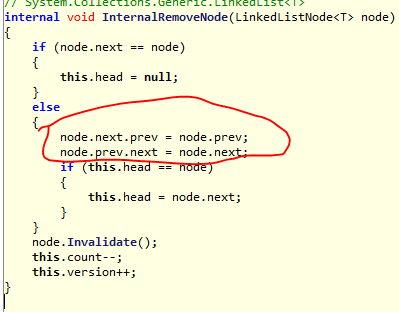 // System.Collections.Generic.LinkedList<T>
internal void InternalRemoveNode(LinkedListNode<T> node)
{
    if (node.next == node)
    {
        this.head = null;
    }
    else
    {
        node.next.prev = node.prev;
        node.prev.next = node.next;
        if (this.head == node)
        {
            this.head = node.next;
        }
    }
    node.Invalidate();
    this.count--;
    this.version++;
}